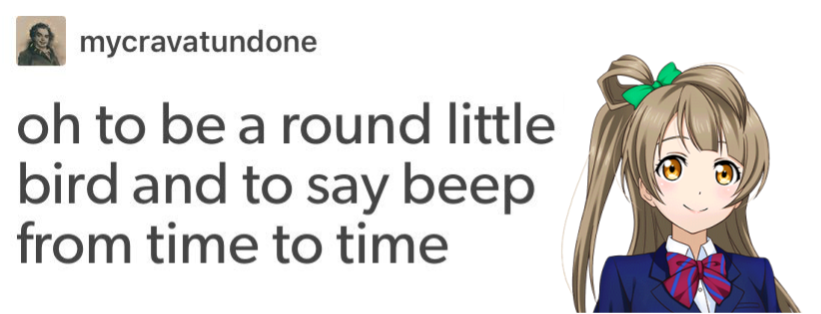 mycravatundone
oh to be a round little
bird and to say beep
from time to time